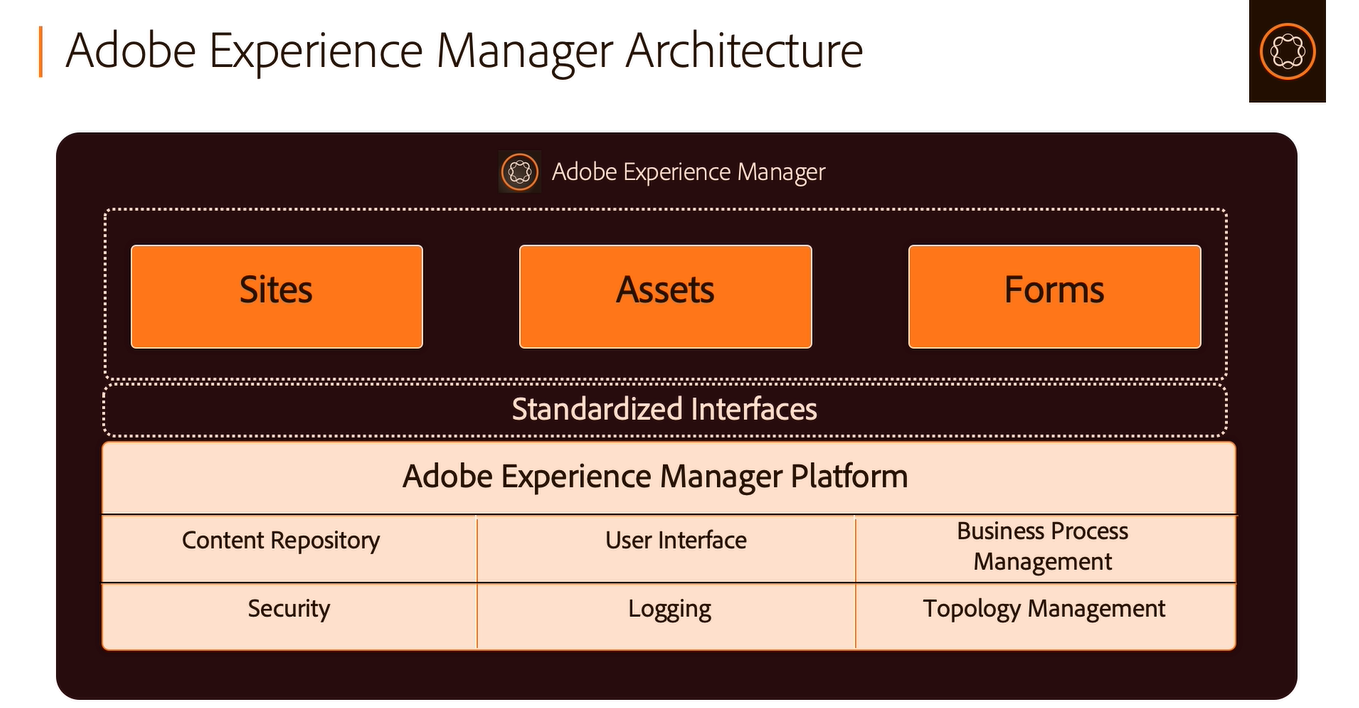 Adobe Experience Manager Architecture
Adobe Experience Manager
Sites
Assets
Forms
Standardized Interfaces
Adobe Experience Manager Platform
Content Repository
User Interface
Business Process
Management
Security
Logging
Topology Management